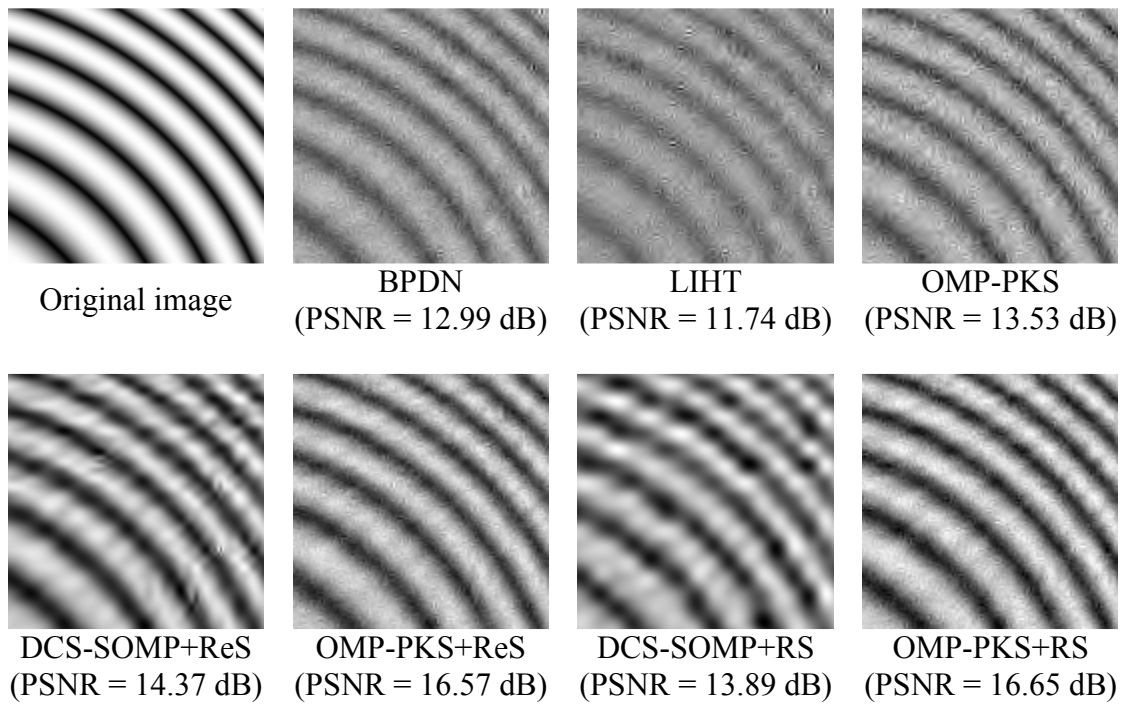 Original image
BPDN
(PSNR = 12.99 dB)
LIHT
(PSNR = 11.74 dB)
OMP-PKS
(PSNR = 13.53 dB)
DCS-SOMP+ReS
(PSNR = 14.37 dB)
OMP-PKS+ReS
(PSNR = 16.57 dB)
DCS-SOMP+RS
(PSNR = 13.89 dB)
OMP-PKS+RS
(PSNR = 16.65 dB)